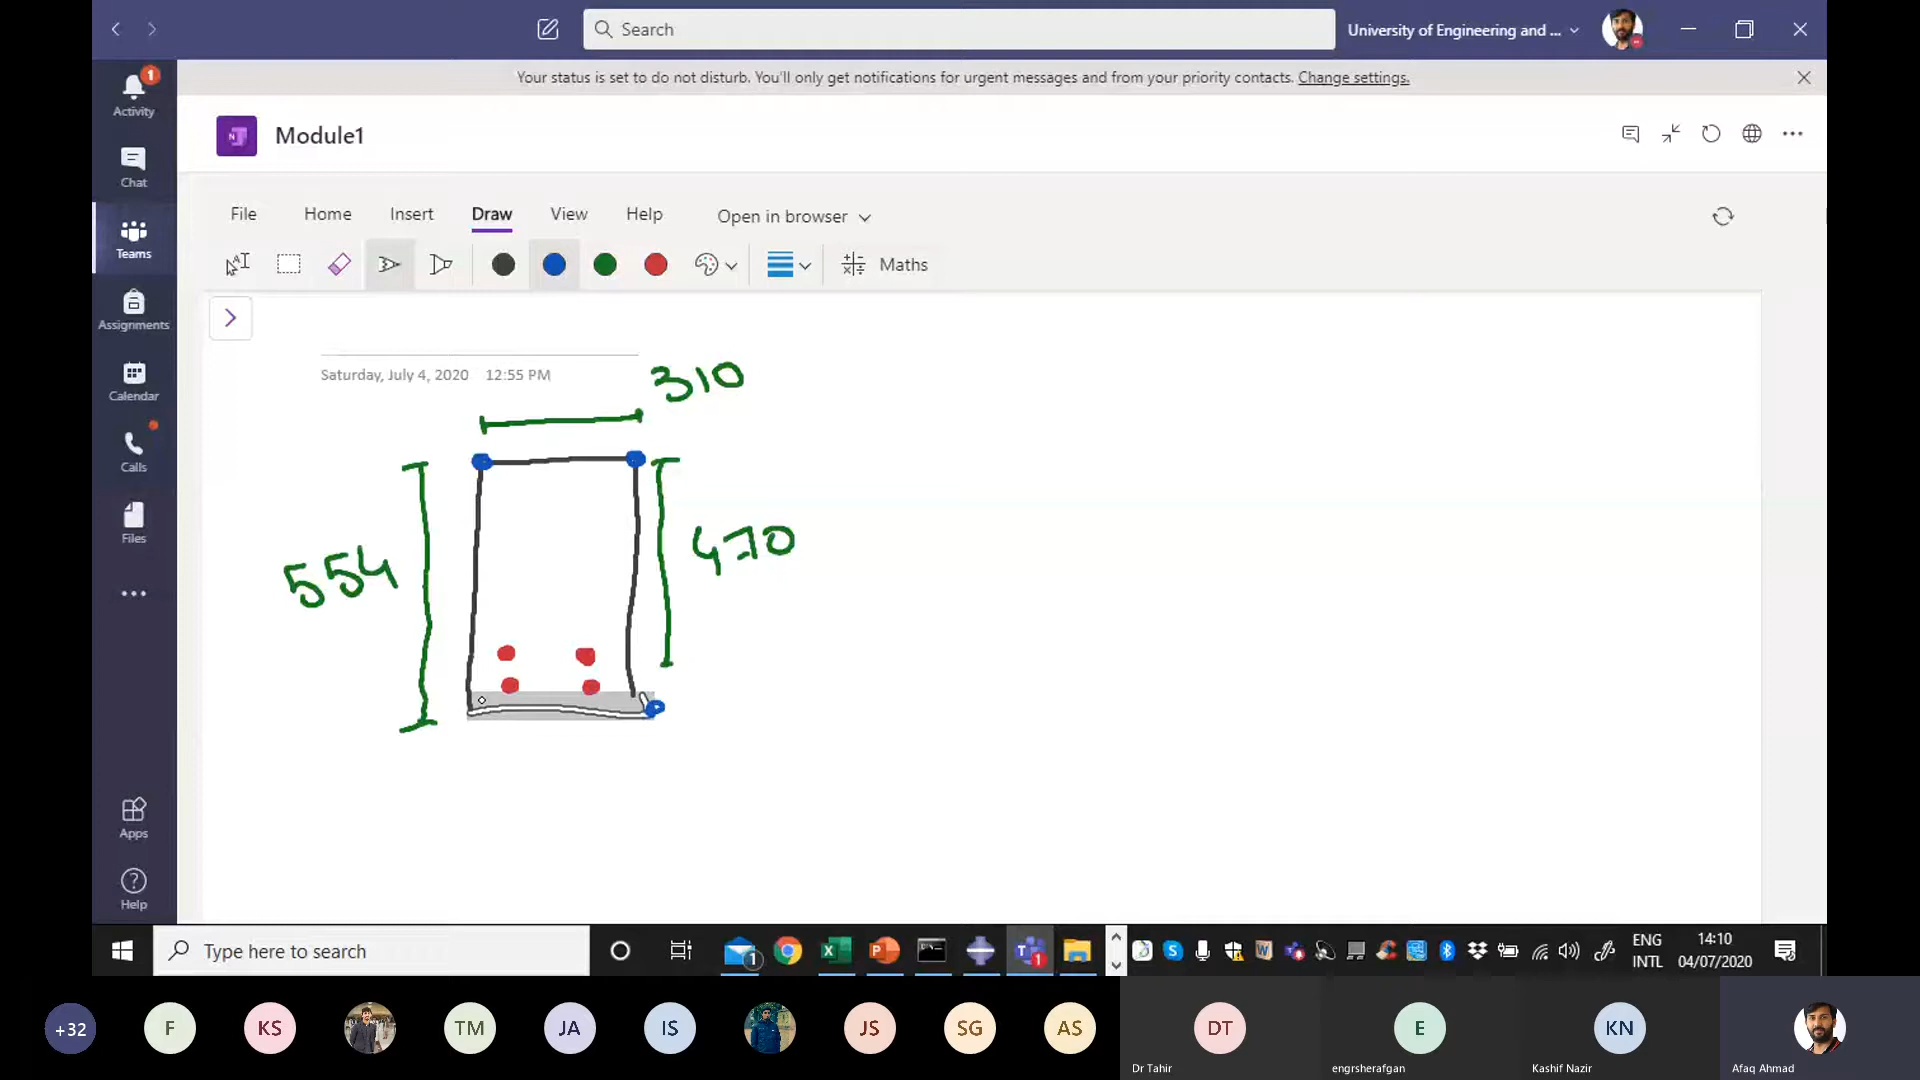 Search
University of Engineering and ...
Your status is set to do not disturb. You'll only get notifications for urgent messages and from your priority contacts. Change settings.
1
Activity
Chat
Teams
Assignments
Calendar
Calls
Files
Apps
Help
N
Module1
File Home Insert Draw View Help Open in browser
Maths
Saturday, July 4, 2020 12:55 PM
310
554
470
Type here to search
1
1
ENG
INTL
14:10
04/07/2020
+32 F KS TM JA IS JS SG AS DT E KN
Dr Tahir engrsherafgan Kashif Nazir Afaq Ahmad